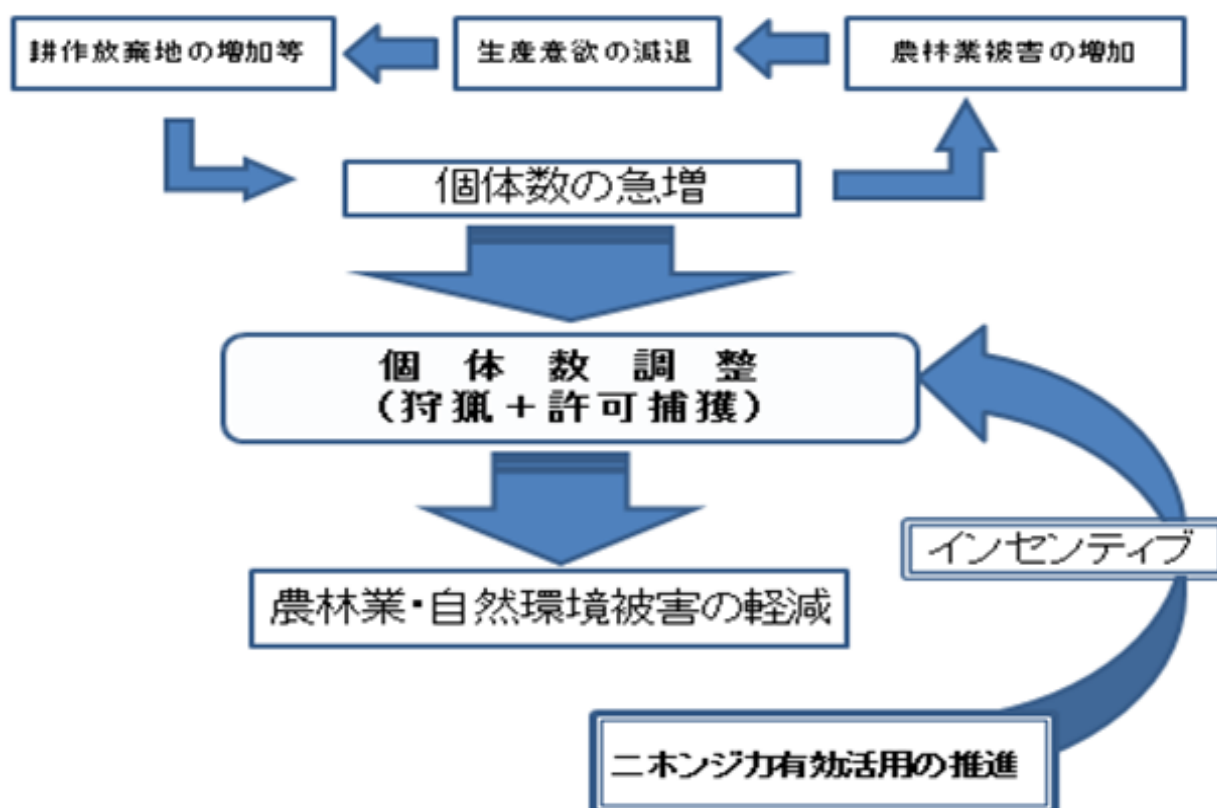 耕作放棄地の増加等
生産意欲の減退
農林業被害の増加
個体数の急増
個体数調整
（狩猟＋許可捕獲）
インセンティブ
農林業・自然環境被害の軽減
ニホンジカ有効活用の推進